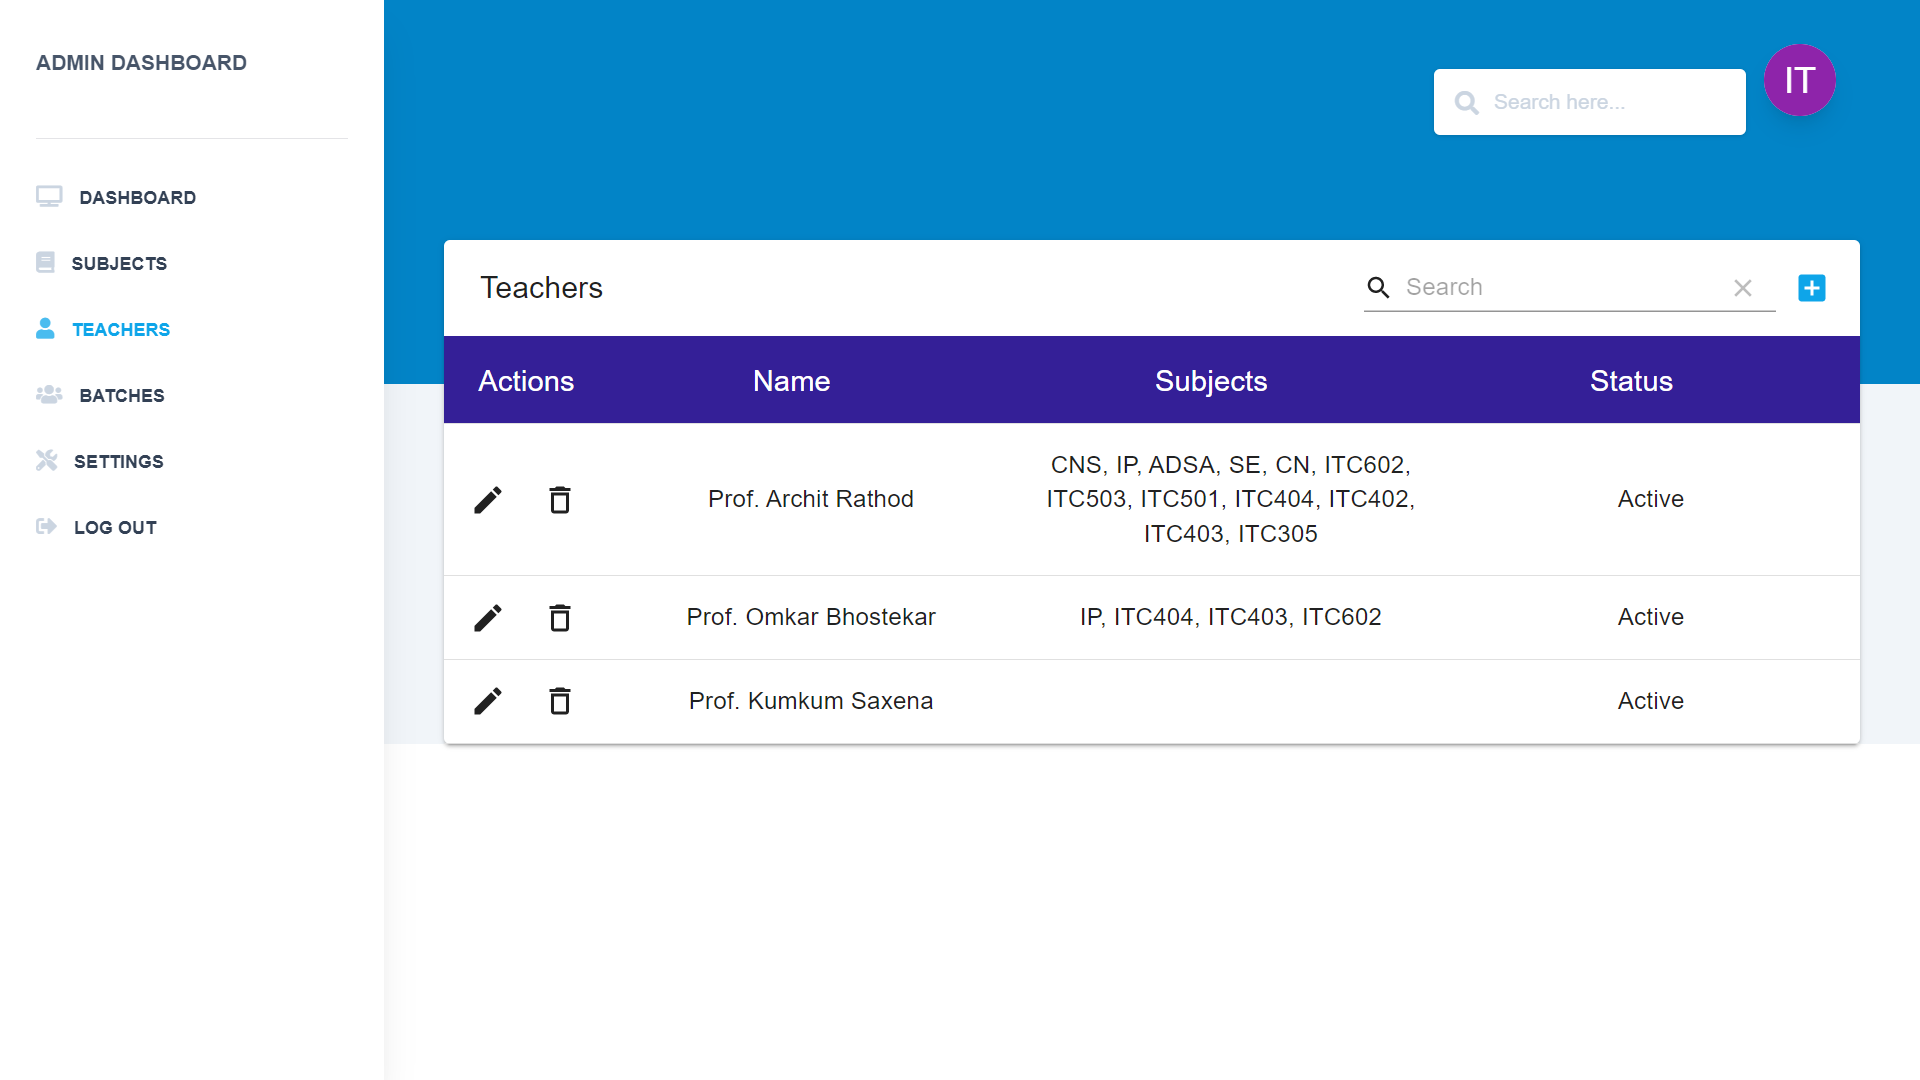 ADMIN DASHBOARD
DASHBOARD
SUBJECTS
TEACHERS
BATCHES
SETTINGS
LOG OUT
Search here...
IT
Teachers
Search
Actions Name Subjects Status
Prof. Archit Rathod
CNS, IP, ADSA, SE, CN, ITC602,
ITC503, ITC501, ITC404, ITC402,
ITC403, ITC305
Active
Prof. Omkar Bhostekar IP, ITC404, ITC403, ITC602 Active
Prof. Kumkum Saxena Active